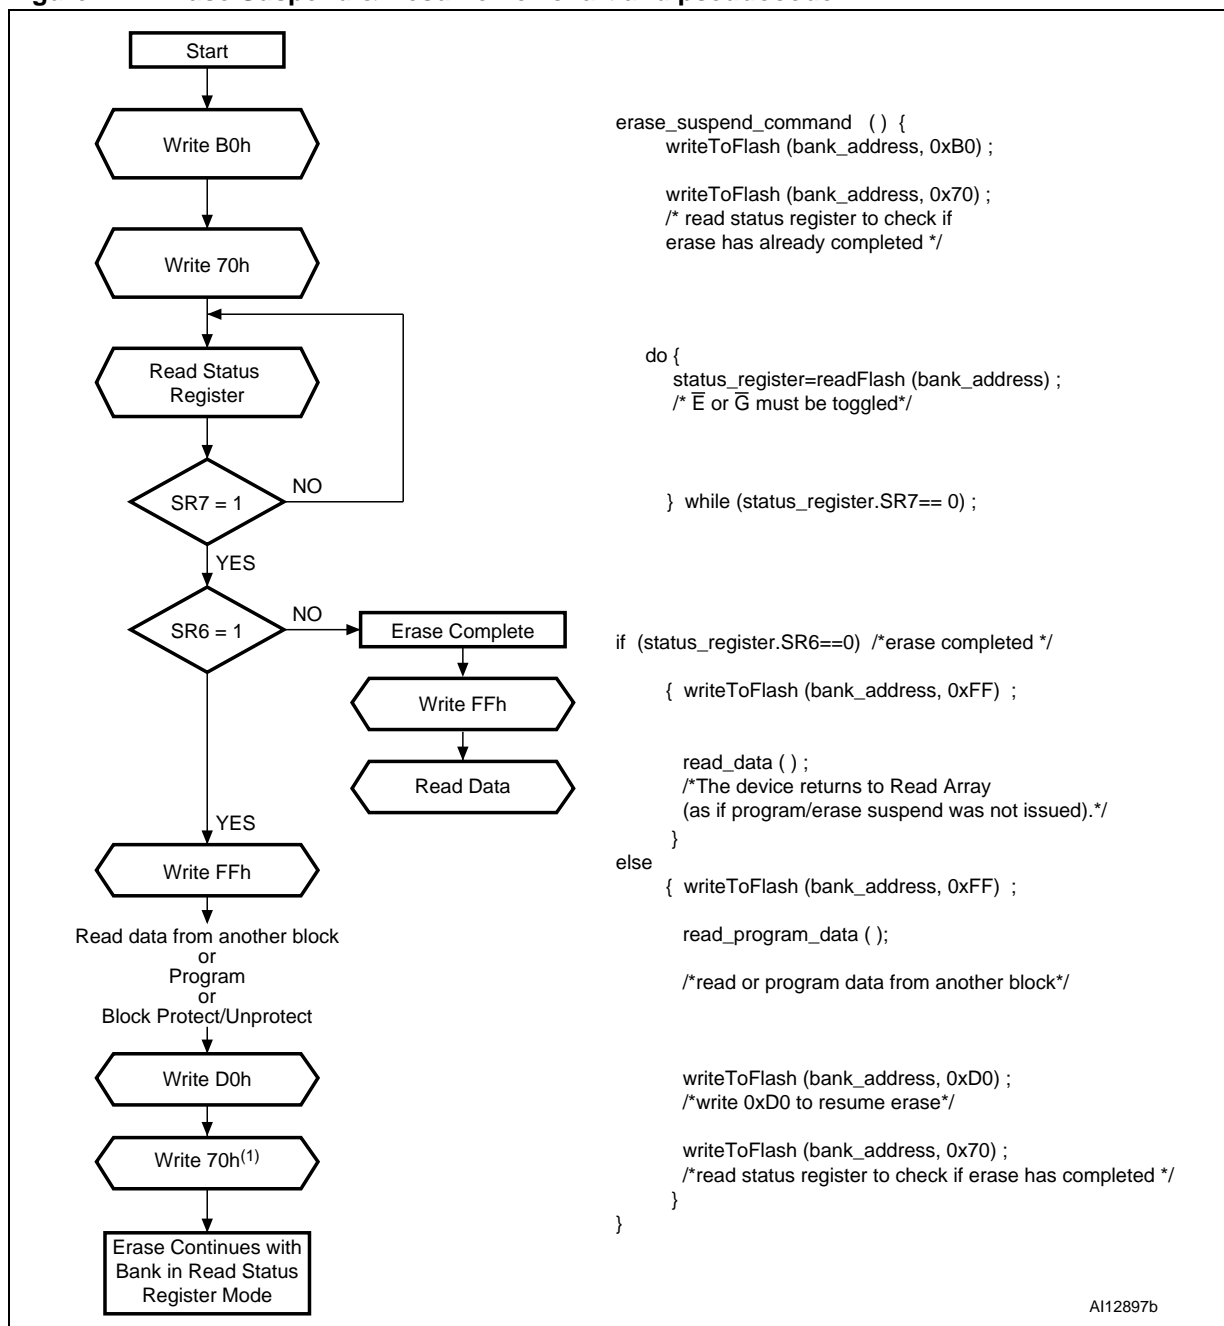 Start
Write B0h
Write 70h
Read Status
Register
NO
SR7 = 1
YES
NO
SR6 = 1
Erase Complete
Write FFh
Read Data
YES
Write FFh
Read data from another block
or
Program
or
Block Protect/Unprotect
Write D0h
Write 70h(1)
Erase Continues with
Bank in Read Status
Register Mode
erase_suspend_command ( ) {
writeToFlash (bank_address, 0xB0) ;
writeToFlash (bank_address, 0x70) ;
/* read status register to check if
erase has already completed */
do {
status_register=readFlash (bank_address) ;
/* E̅ or G̅ must be toggled*/
} while (status_register.SR7== 0) ;
if (status_register.SR6==0) /*erase completed */
{ writeToFlash (bank_address, 0xFF) ;
read_data ( ) ;
/*The device returns to Read Array
(as if program/erase suspend was not issued).*/
}
else
{ writeToFlash (bank_address, 0xFF) ;
read_program_data ( );
/*read or program data from another block*/
writeToFlash (bank_address, 0xD0) ;
/*write 0xD0 to resume erase*/
writeToFlash (bank_address, 0x70) ;
/*read status register to check if erase has completed */
}
}
AI12897b